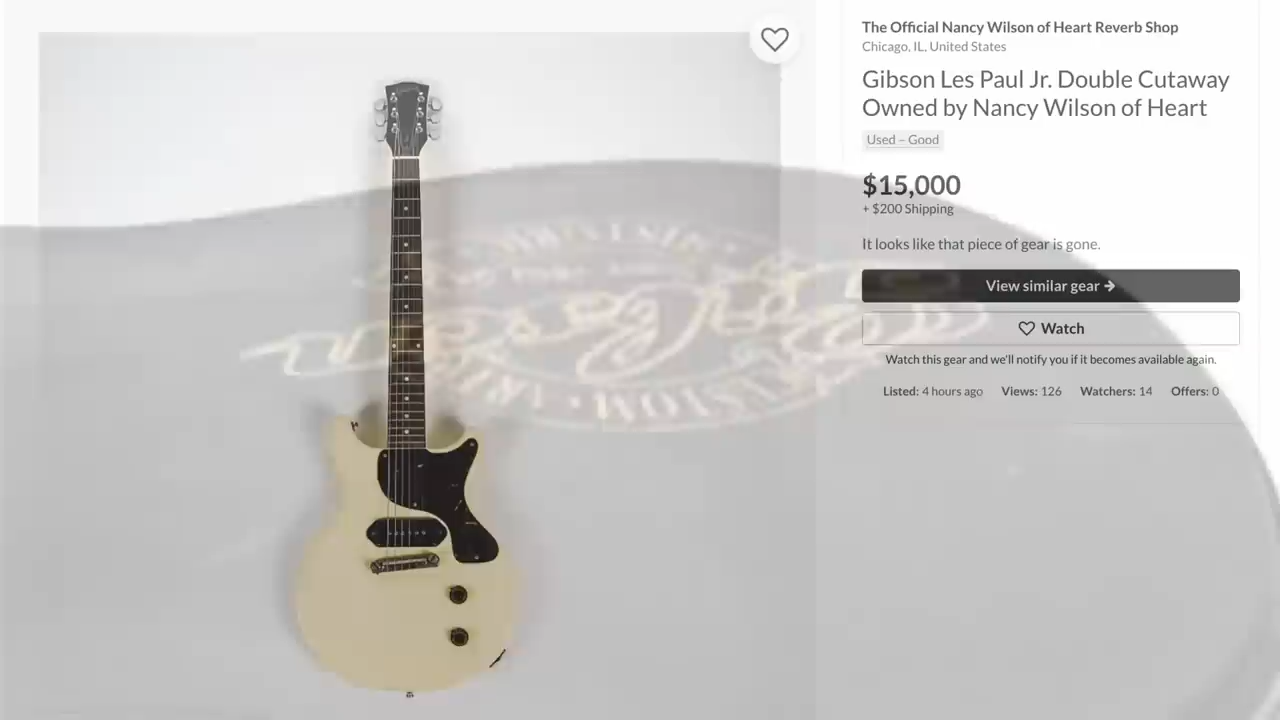 The Official Nancy Wilson of Heart Reverb Shop
Chicago, IL, United States
Gibson Les Paul Jr. Double Cutaway
Owned by Nancy Wilson of Heart
Used – Good
$15,000
+ $200 Shipping
It looks like that piece of gear is gone.
View similar gear →
Watch
Watch this gear and we'll notify you if it becomes available again.
Listed: 4 hours ago Views: 126 Watchers: 14 Offers: 0